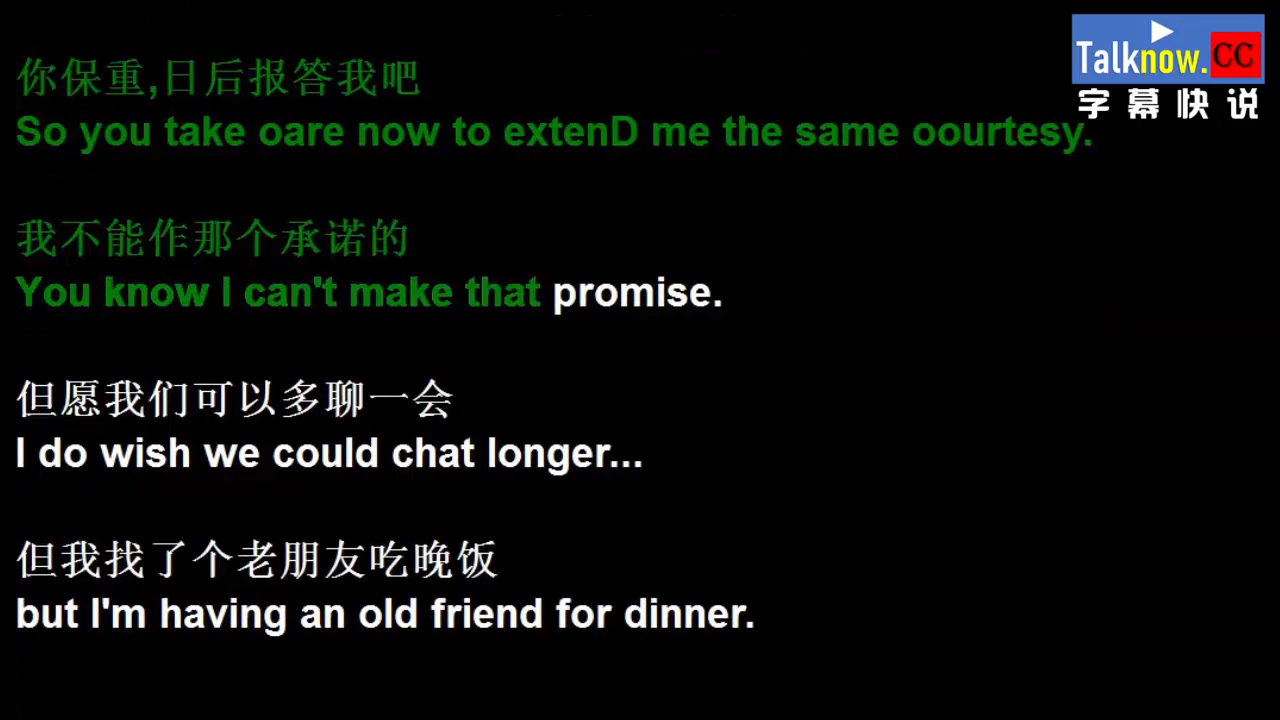 Talknow.CC
字幕快说
你保重,日后报答我吧
So you take oare now to extenD me the same oourtesy.
我不能作那个承诺的
You know I can't make that promise.
但愿我们可以多聊一会
I do wish we could chat longer...
但我找了个老朋友吃晚饭
but I'm having an old friend for dinner.